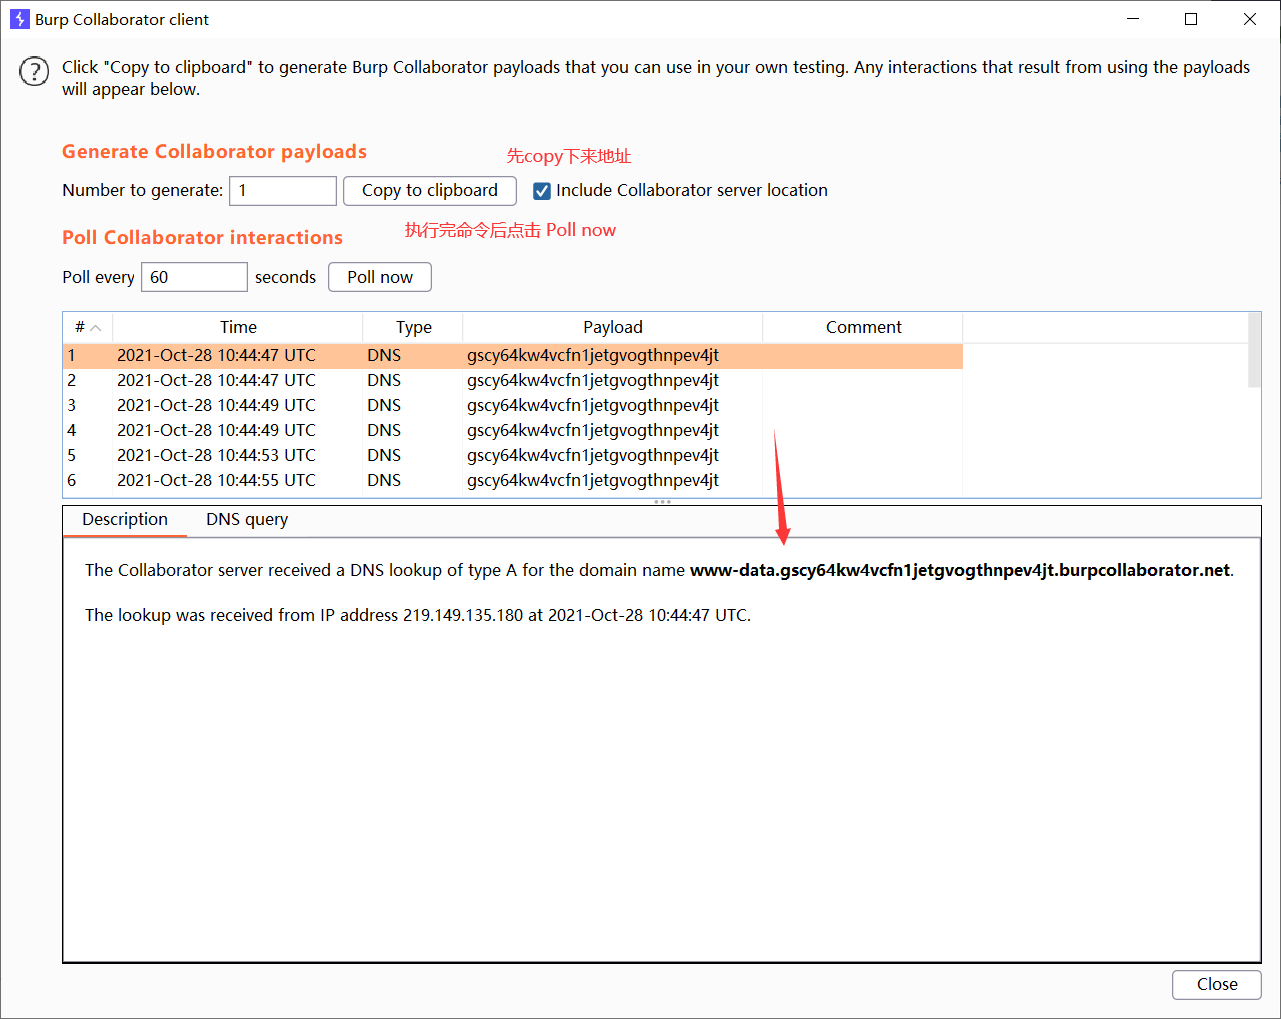 Burp Collaborator client
Click "Copy to clipboard" to generate Burp Collaborator payloads that you can use in your own testing. Any interactions that result from using the payloads
will appear below.
Generate Collaborator payloads
先copy下来地址
Number to generate: 1 Copy to clipboard Include Collaborator server location
执行完命令后点击 Poll now
Poll Collaborator interactions
Poll every 60 seconds Poll now
# Time Type Payload Comment
1 2021-Oct-28 10:44:47 UTC DNS gscy64kw4vcfn1jetgvogthnpev4jt
2 2021-Oct-28 10:44:47 UTC DNS gscy64kw4vcfn1jetgvogthnpev4jt
3 2021-Oct-28 10:44:49 UTC DNS gscy64kw4vcfn1jetgvogthnpev4jt
4 2021-Oct-28 10:44:49 UTC DNS gscy64kw4vcfn1jetgvogthnpev4jt
5 2021-Oct-28 10:44:53 UTC DNS gscy64kw4vcfn1jetgvogthnpev4jt
6 2021-Oct-28 10:44:55 UTC DNS gscy64kw4vcfn1jetgvogthnpev4jt
Description DNS query
The Collaborator server received a DNS lookup of type A for the domain name www-data.gscy64kw4vcfn1jetgvogthnpev4jt.burpcollaborator.net.
The lookup was received from IP address 219.149.135.180 at 2021-Oct-28 10:44:47 UTC.
Close